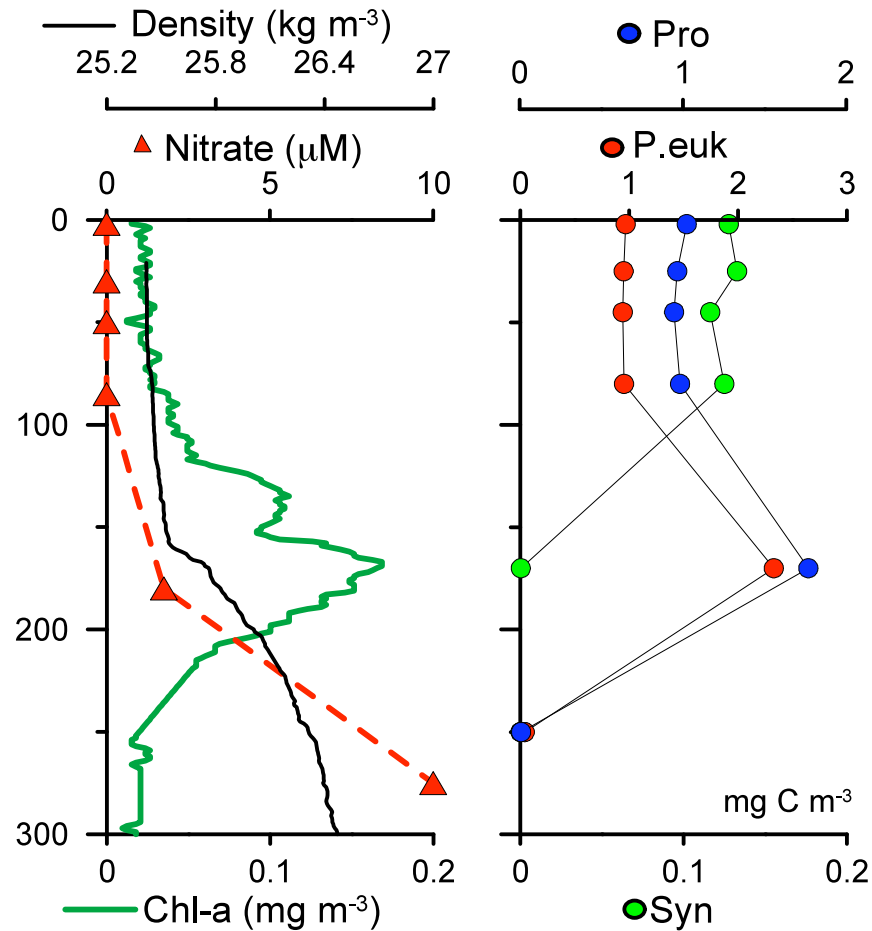 Density (kg m-3)
25.2 25.8 26.4 27
Nitrate (μM)
0 5 10
Pro
0 1 2
P.euk
0 1 2 3
0
100
200
300
mg C m-3
0 0.1 0.2
Chl-a (mg m-3)
0 0.1 0.2
Syn